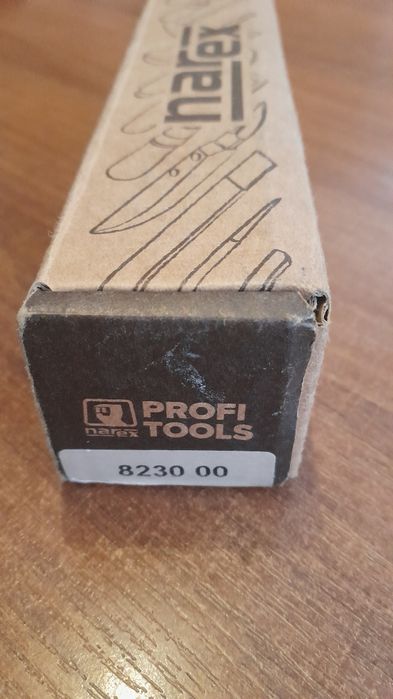 narex
narex
PROFI
TOOLS
8230 00